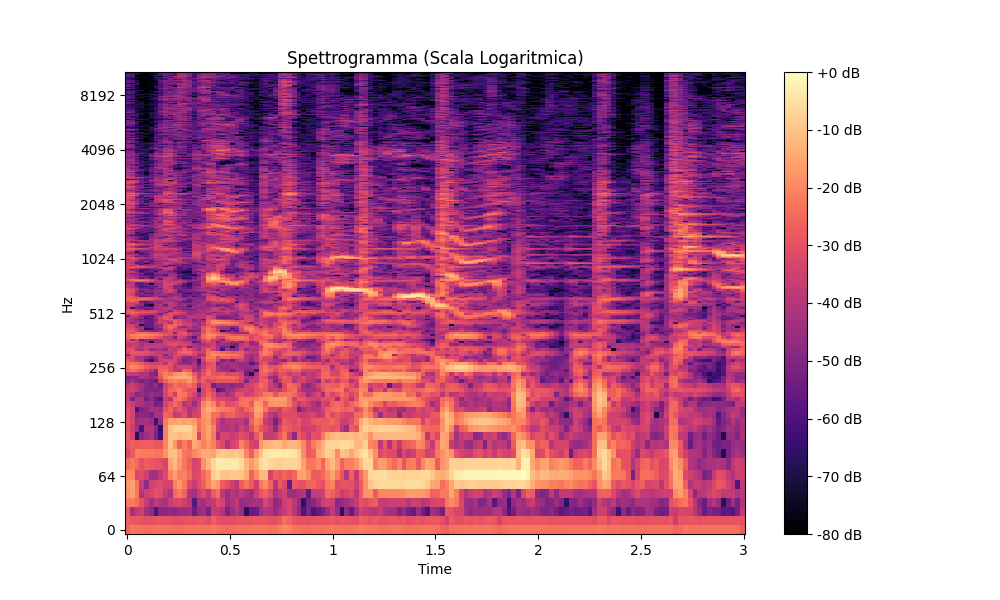 Spettrogramma (Scala Logaritmica)
Hz
8192
4096
2048
1024
512
256
128
64
0
0 0.5 1 1.5 2 2.5 3
Time
+0 dB
-10 dB
-20 dB
-30 dB
-40 dB
-50 dB
-60 dB
-70 dB
-80 dB